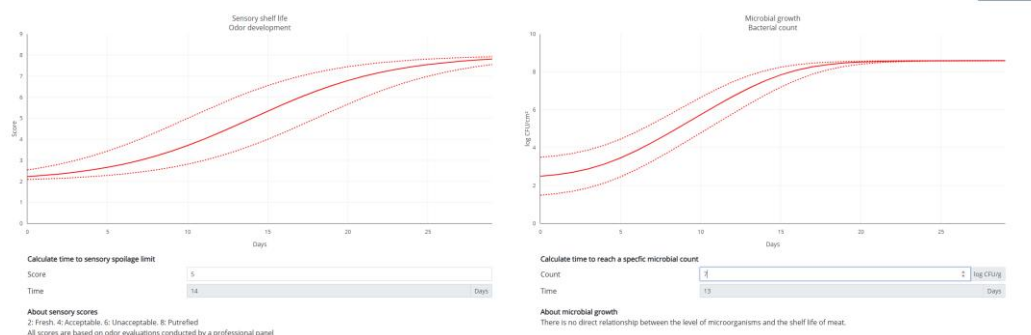 Sensory shelf life
Odor development
9
8
7
6
5
4
3
2
1
0
Score
0 5 10 15 20 25
Days
Calculate time to sensory spoilage limit
Score 5
Time 14 Days
About sensory scores
2: Fresh. 4: Acceptable. 6: Unacceptable. 8: Putrefied
All scores are based on odor evaluations conducted by a professional panel
Microbial growth
Bacterial count
10
8
6
4
2
0
log CFU/cm²
0 5 10 15 20 25
Days
Calculate time to reach a specfic microbial count
Count 7 log CFU/g
Time 13 Days
About microbial growth
There is no direct relationship between the level of microorganisms and the shelf life of meat.